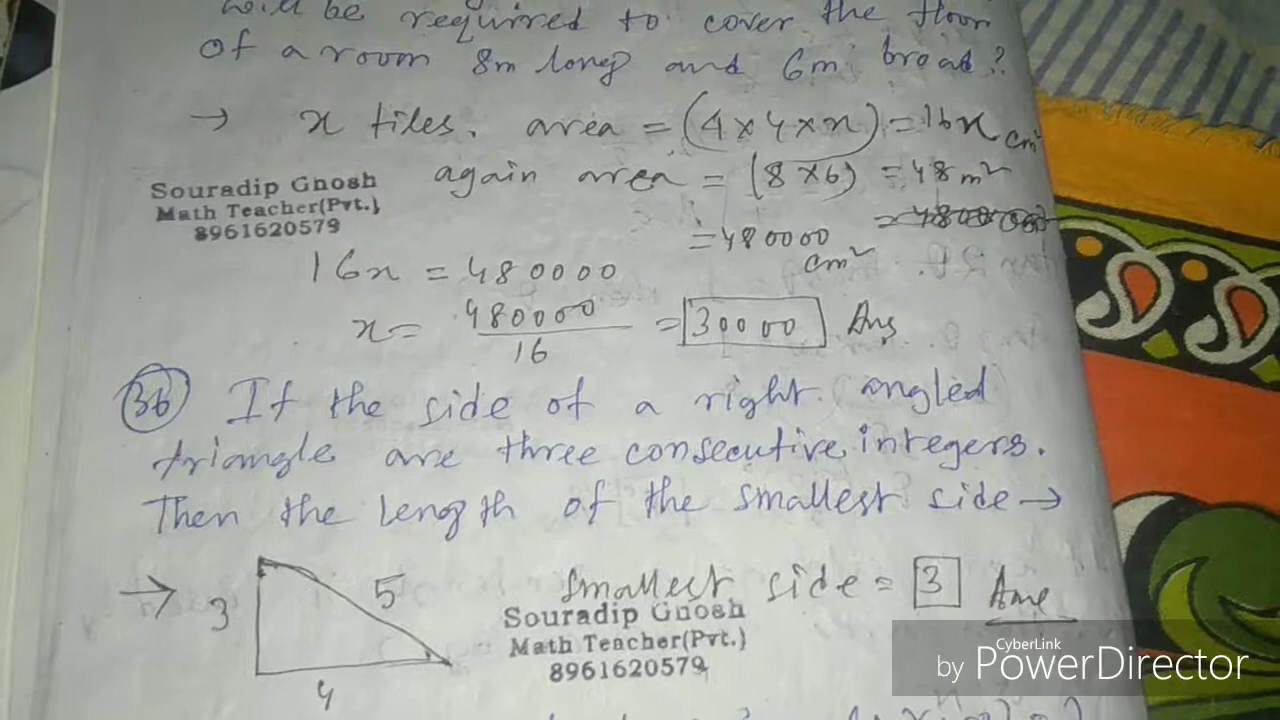 will be required to cover the floor
of a room 8m long and 6m broad?
→ x tiles. area = (4×4×x) = 16x cm²
again area = (8×6) = 48m²
= 480000 cm²
Souradip Ghosh
Math Teacher(Pvt.)
8961620579
16x = 480000
x = 480000/16 = 30000 Ans
36 If the side of a right angled
triangle are three consecutive integers.
Then the length of the smallest side →
→ 3 5 4
smallest side = 3 Ans
Souradip Ghosh
Math Teacher(Pvt.)
8961620579
CyberLink
by PowerDirector